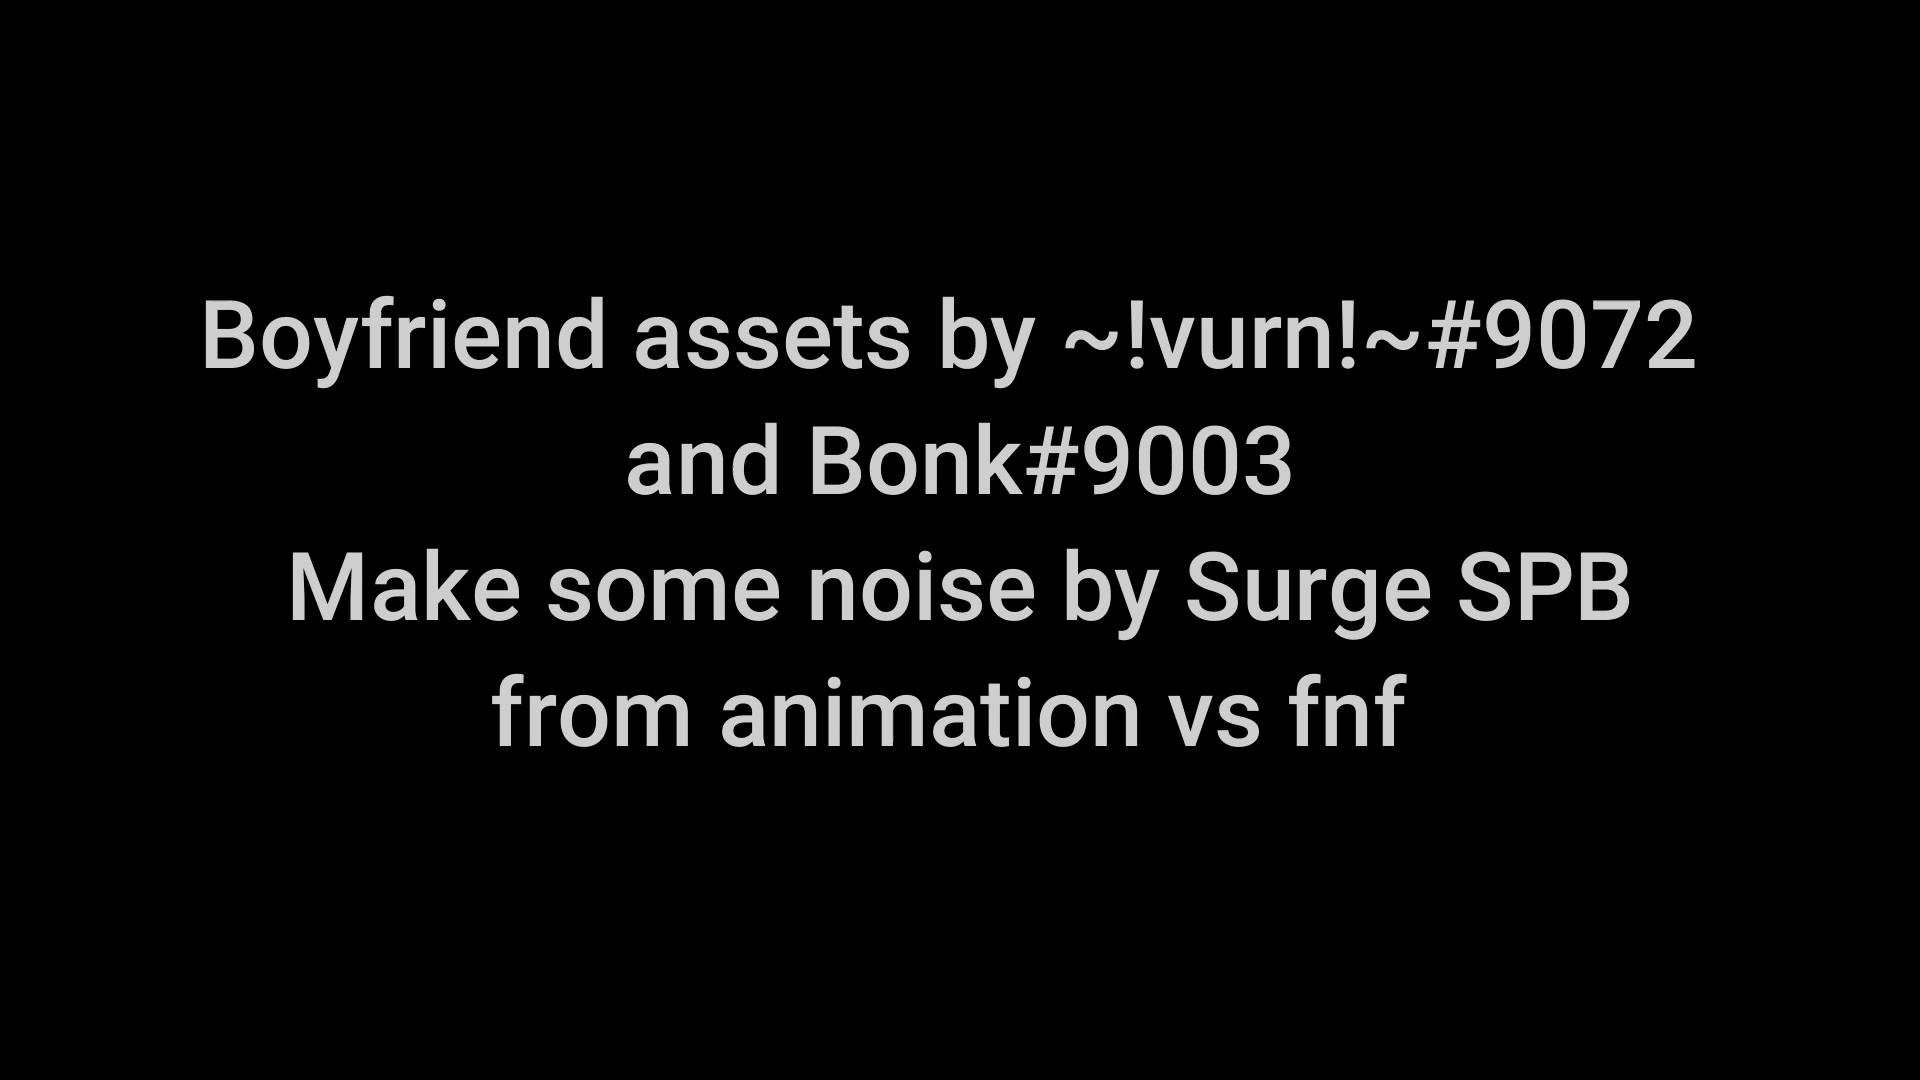 Boyfriend assets by ~!vurn!~#9072
and Bonk#9003
Make some noise by Surge SPB
from animation vs fnf